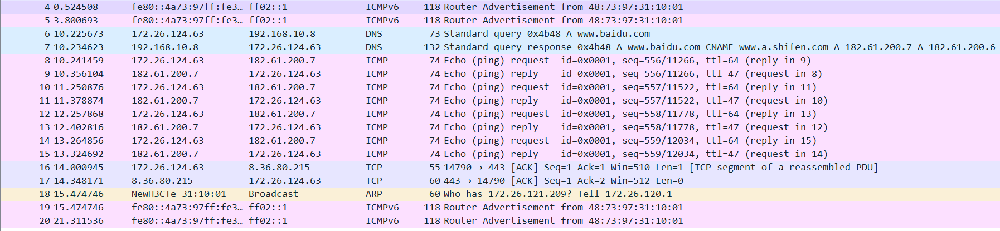 4 0.524508 fe80::4a73:97ff:fe3… ff02::1 ICMPv6 118 Router Advertisement from 48:73:97:31:10:01
5 3.800693 fe80::4a73:97ff:fe3… ff02::1 ICMPv6 118 Router Advertisement from 48:73:97:31:10:01
6 10.225673 172.26.124.63 192.168.10.8 DNS 73 Standard query 0x4b48 A www.baidu.com
7 10.234623 192.168.10.8 172.26.124.63 DNS 132 Standard query response 0x4b48 A www.baidu.com CNAME www.a.shifen.com A 182.61.200.7 A 182.61.200.6
8 10.241459 172.26.124.63 182.61.200.7 ICMP 74 Echo (ping) request id=0x0001, seq=556/11266, ttl=64 (reply in 9)
9 10.356104 182.61.200.7 172.26.124.63 ICMP 74 Echo (ping) reply id=0x0001, seq=556/11266, ttl=47 (request in 8)
10 11.250876 172.26.124.63 182.61.200.7 ICMP 74 Echo (ping) request id=0x0001, seq=557/11522, ttl=64 (reply in 11)
11 11.378874 182.61.200.7 172.26.124.63 ICMP 74 Echo (ping) reply id=0x0001, seq=557/11522, ttl=47 (request in 10)
12 12.257868 172.26.124.63 182.61.200.7 ICMP 74 Echo (ping) request id=0x0001, seq=558/11778, ttl=64 (reply in 13)
13 12.402816 182.61.200.7 172.26.124.63 ICMP 74 Echo (ping) reply id=0x0001, seq=558/11778, ttl=47 (request in 12)
14 13.264856 172.26.124.63 182.61.200.7 ICMP 74 Echo (ping) request id=0x0001, seq=559/12034, ttl=64 (reply in 15)
15 13.324692 182.61.200.7 172.26.124.63 ICMP 74 Echo (ping) reply id=0x0001, seq=559/12034, ttl=47 (request in 14)
16 14.000945 172.26.124.63 8.36.80.215 TCP 55 14790 → 443 [ACK] Seq=1 Ack=1 Win=510 Len=1 [TCP segment of a reassembled PDU]
17 14.348171 8.36.80.215 172.26.124.63 TCP 60 443 → 14790 [ACK] Seq=1 Ack=2 Win=512 Len=0
18 15.474746 NewH3CTe_31:10:01 Broadcast ARP 60 Who has 172.26.121.209? Tell 172.26.120.1
19 15.474746 fe80::4a73:97ff:fe3… ff02::1 ICMPv6 118 Router Advertisement from 48:73:97:31:10:01
20 21.311536 fe80::4a73:97ff:fe3… ff02::1 ICMPv6 118 Router Advertisement from 48:73:97:31:10:01